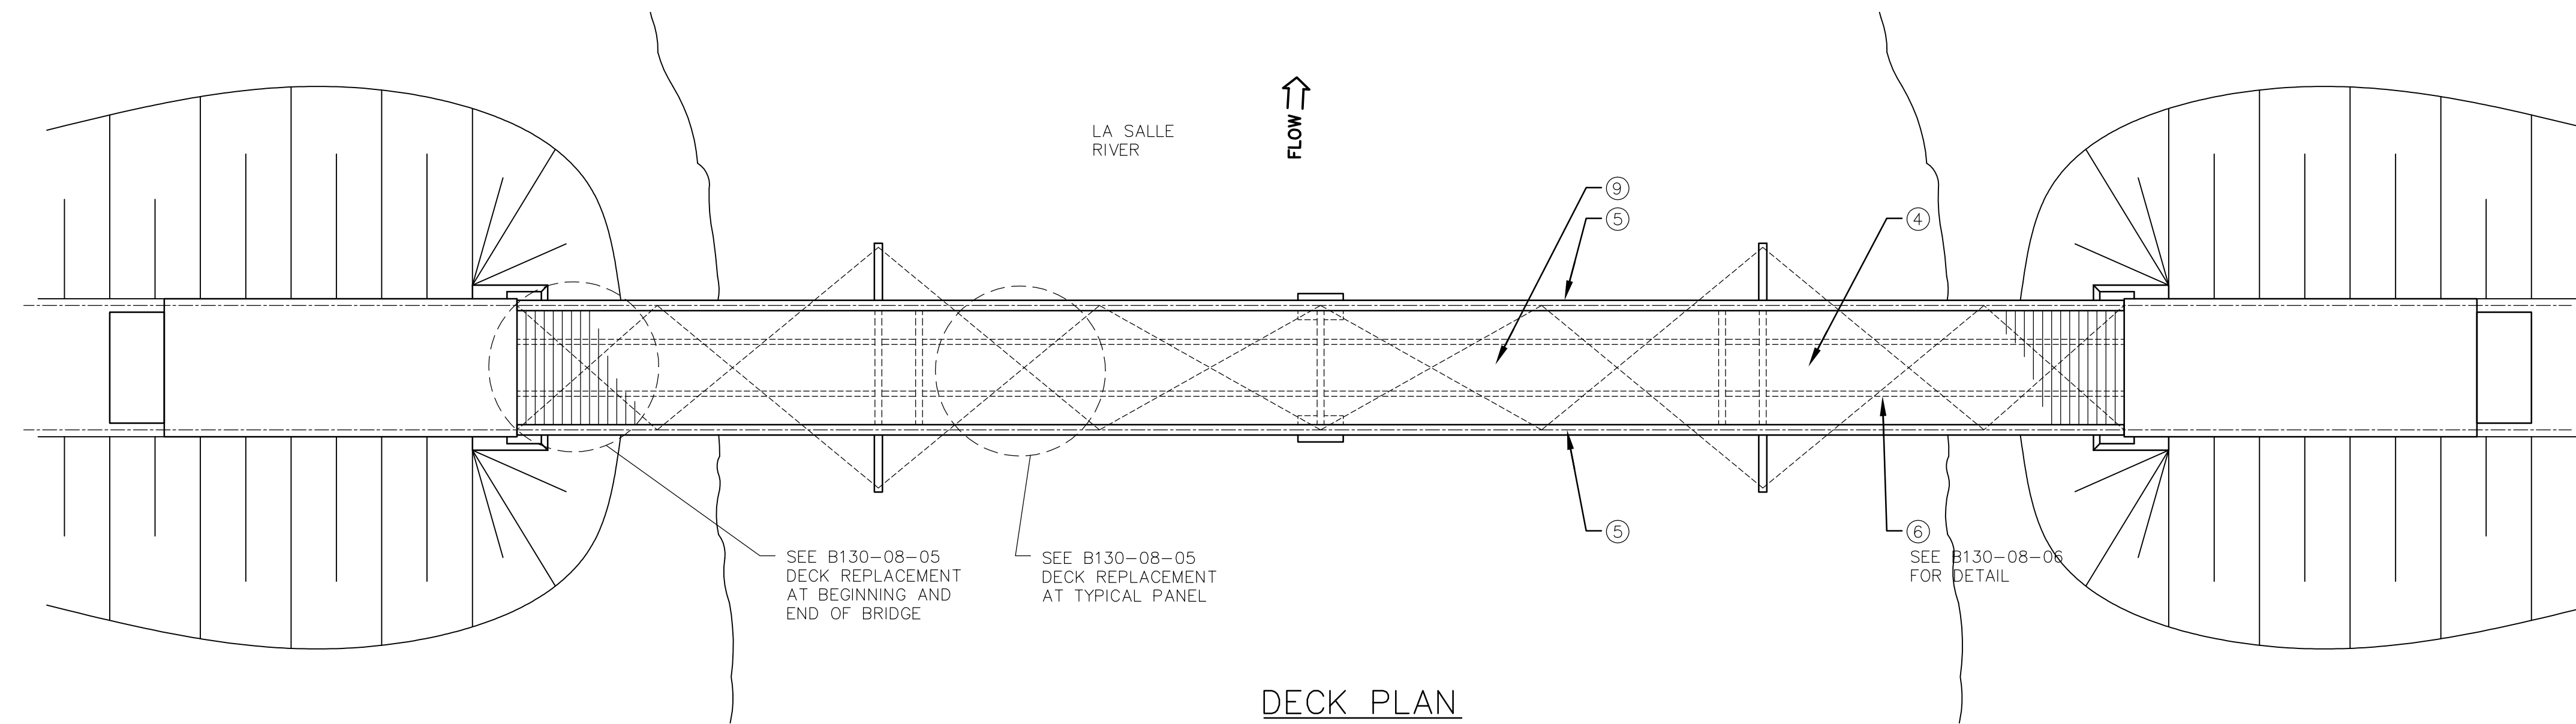 FLOW
LA SALLE
RIVER
9
5
4
5
6
SEE B130-08-05
DECK REPLACEMENT
AT BEGINNING AND
END OF BRIDGE
SEE B130-08-05
DECK REPLACEMENT
AT TYPICAL PANEL
SEE B130-08-06
FOR DETAIL
DECK PLAN